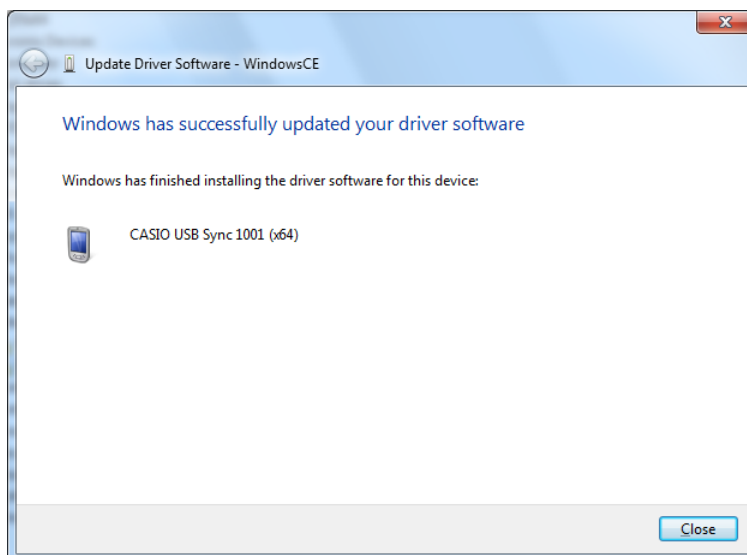 Update Driver Software - WindowsCE
Windows has successfully updated your driver software
Windows has finished installing the driver software for this device:
CASIO USB Sync 1001 (x64)
Close